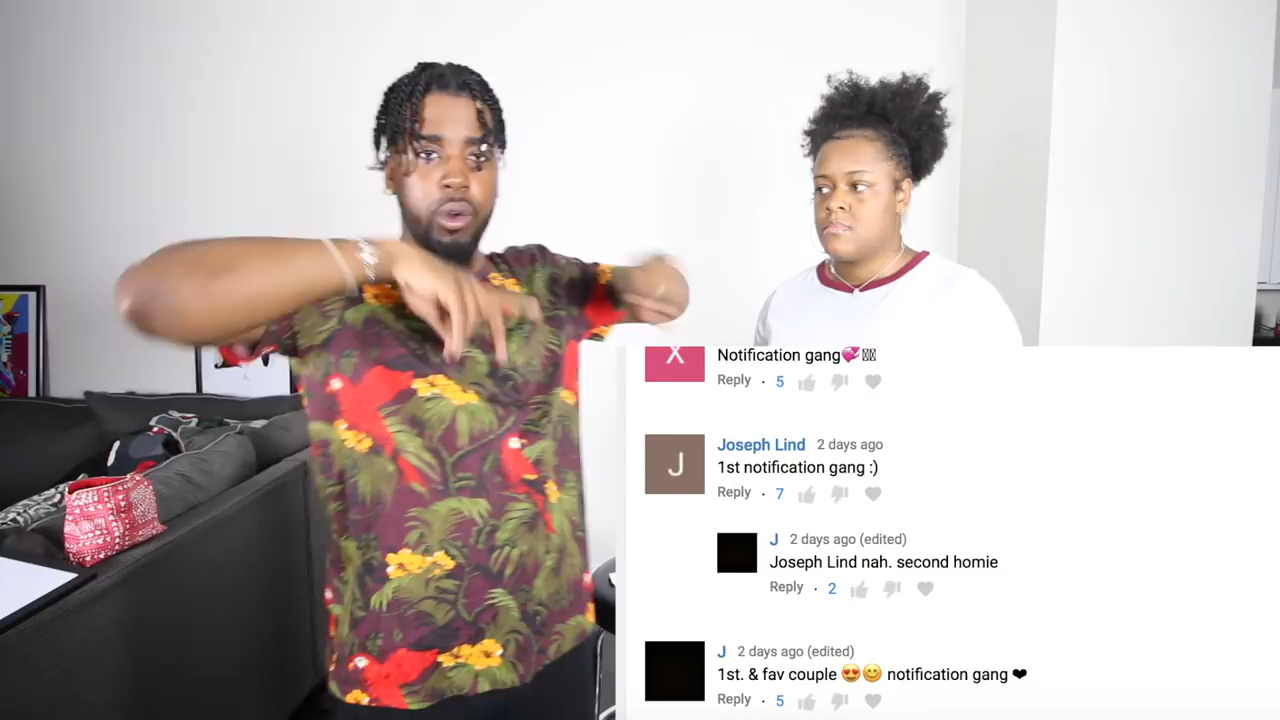 X
Notification gang💞
Reply · 5
J
Joseph Lind 2 days ago
1st notification gang :)
Reply · 7
J 2 days ago (edited)
Joseph Lind nah. second homie
Reply · 2
J 2 days ago (edited)
1st. & fav couple 😍😊 notification gang ❤
Reply · 5